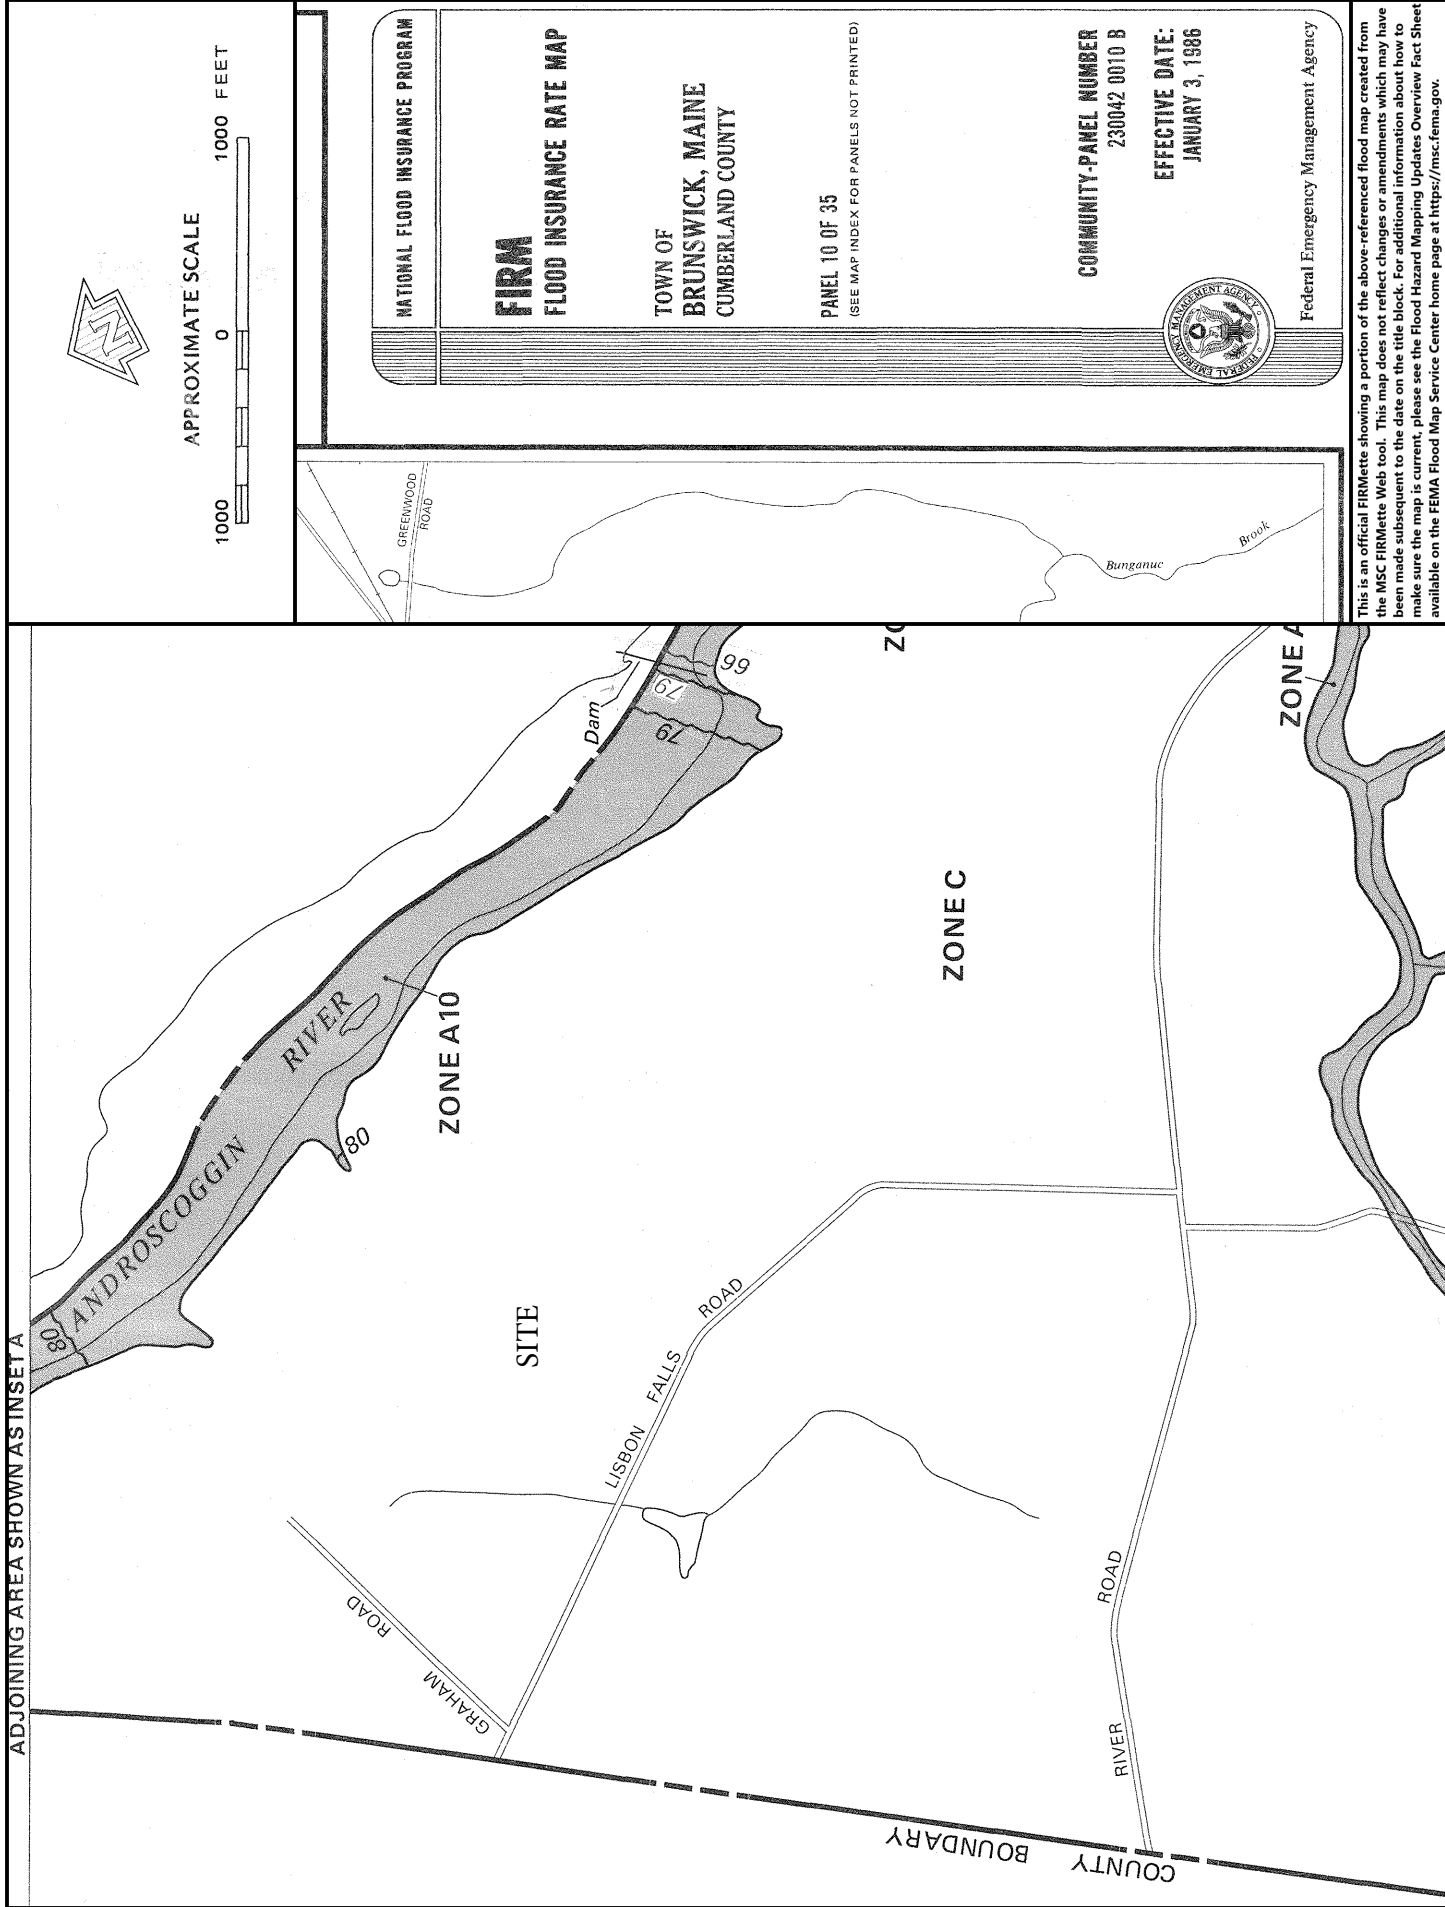 APPROXIMATE SCALE
1000 0 1000 FEET
NATIONAL FLOOD INSURANCE PROGRAM
FIRM
FLOOD INSURANCE RATE MAP
TOWN OF
BRUNSWICK, MAINE
CUMBERLAND COUNTY
PANEL 10 OF 35
(SEE MAP INDEX FOR PANELS NOT PRINTED)
COMMUNITY-PANEL NUMBER
230042 0010 B
EFFECTIVE DATE:
JANUARY 3, 1986
FEDERAL EMERGENCY MANAGEMENT AGENCY
Federal Emergency Management Agency
This is an official FIRMette showing a portion of the above-referenced flood map created from
the MSC FIRMette Web tool. This map does not reflect changes or amendments which may have
been made subsequent to the date on the title block. For additional information about how to
make sure the map is current, please see the Flood Hazard Mapping Updates Overview Fact Sheet
available on the FEMA Flood Map Service Center home page at https://msc.fema.gov.
GREENWOOD
ROAD
Bunganuc
Brook
ADJOINING AREA SHOWN AS INSET A
80
ANDROSCOGGIN
RIVER
80
ZONE A10
Dam
79
79
66
ZO
ZONE C
ZONE A
SITE
LISBON
FALLS
ROAD
GRAHAM
ROAD
RIVER
ROAD
COUNTY
BOUNDARY
N